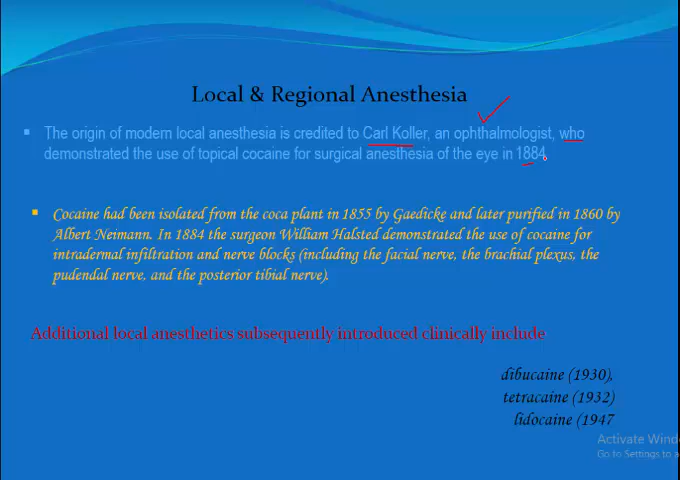 Local & Regional Anesthesia
The origin of modern local anesthesia is credited to Carl Koller, an ophthalmologist, who
demonstrated the use of topical cocaine for surgical anesthesia of the eye in 1884.
Cocaine had been isolated from the coca plant in 1855 by Gaedicke and later purified in 1860 by
Albert Neimann. In 1884 the surgeon William Halsted demonstrated the use of cocaine for
intradermal infiltration and nerve blocks (including the facial nerve, the brachial plexus, the
pudendal nerve, and the posterior tibial nerve).
Additional local anesthetics subsequently introduced clinically include
dibucaine (1930),
tetracaine (1932)
lidocaine (1947
Activate Wind
Go to Settings to a